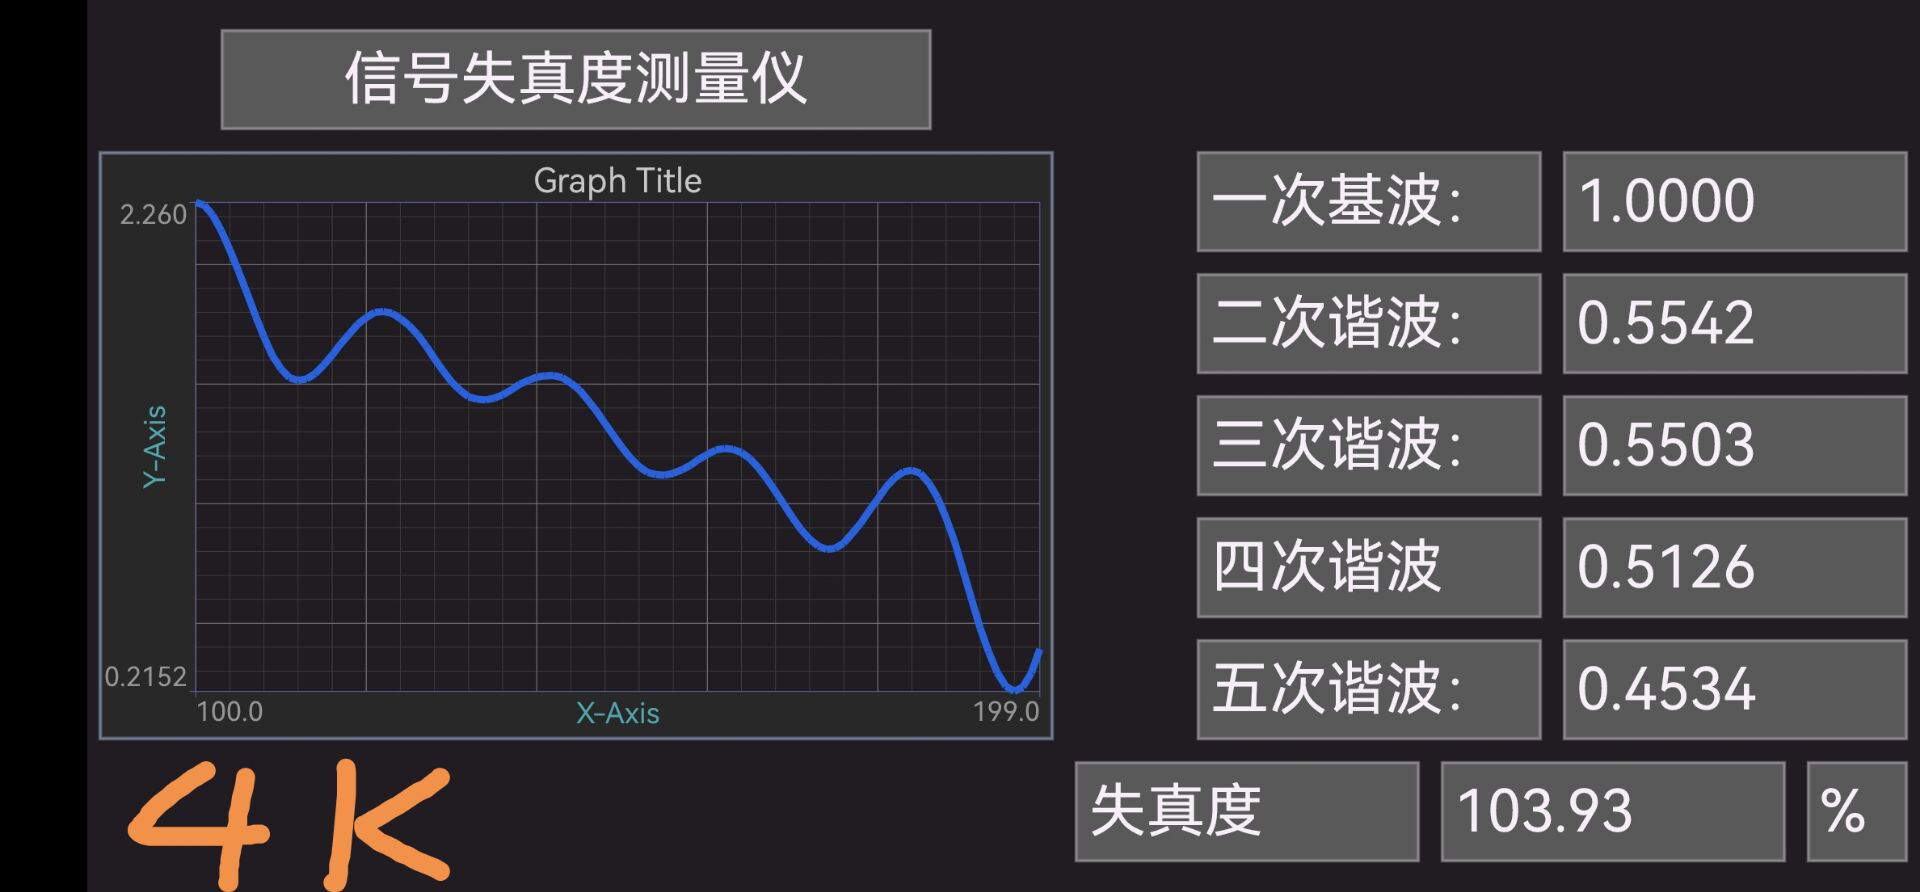 信号失真度测量仪
Graph Title
2.260
Y-Axis
0.2152
100.0
X-Axis
199.0
一次基波： 1.0000
二次谐波： 0.5542
三次谐波： 0.5503
四次谐波 0.5126
五次谐波： 0.4534
失真度 103.93 %
4K